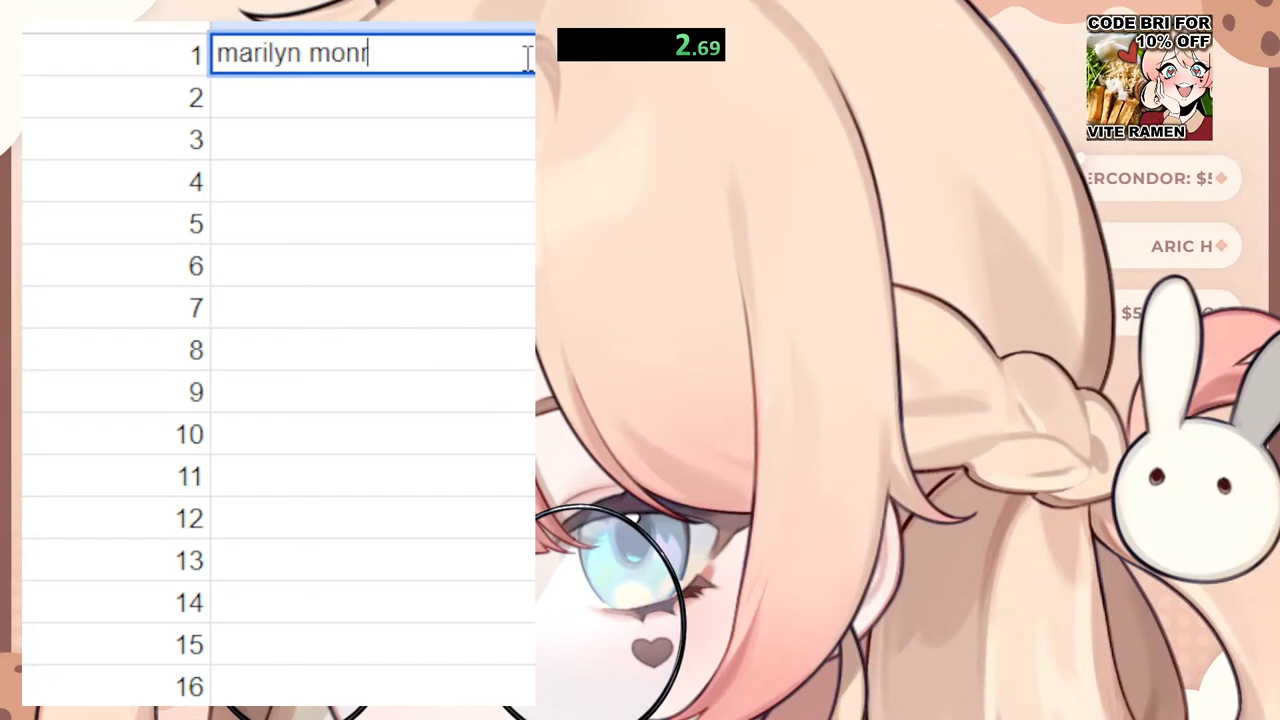 1 marilyn monr
2
3
4
5
6
7
8
9
10
11
12
13
14
15
16
2.69
CODE BRI FOR
10% OFF
VITE RAMEN
ERCONDOR: $5
ARIC H
$5